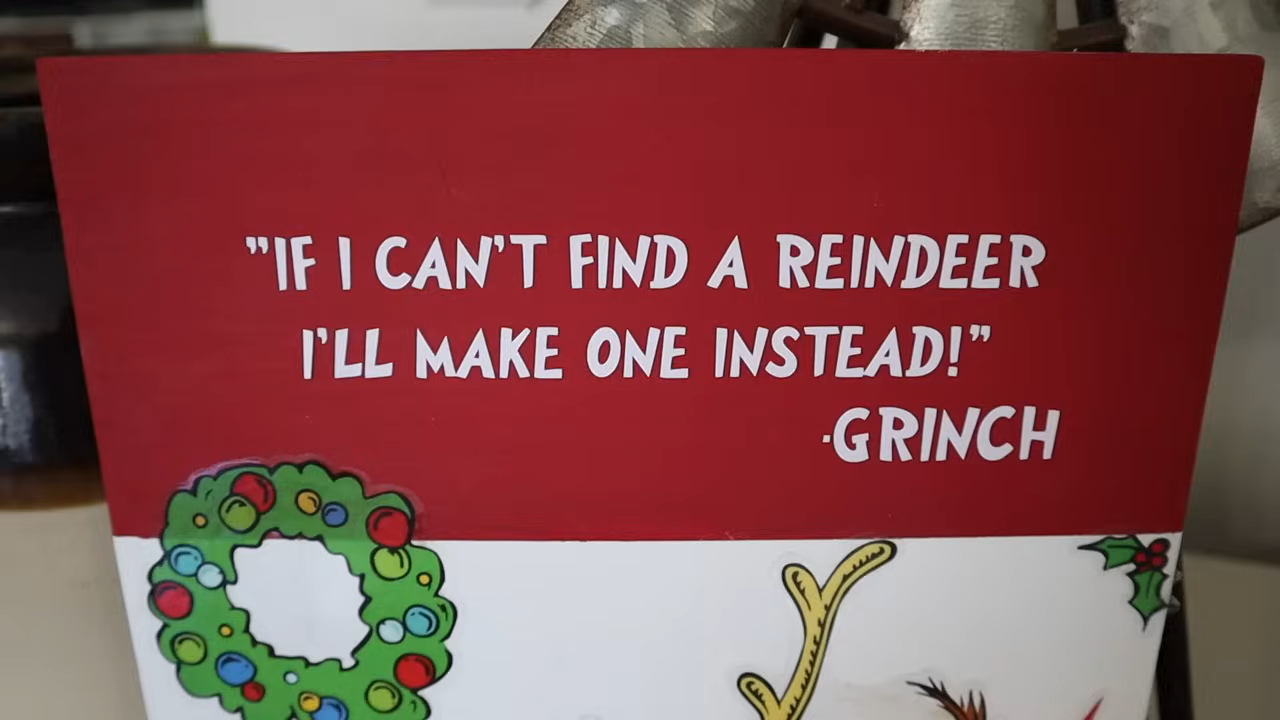 "IF I CAN'T FIND A REINDEER
I'LL MAKE ONE INSTEAD!"
-GRINCH